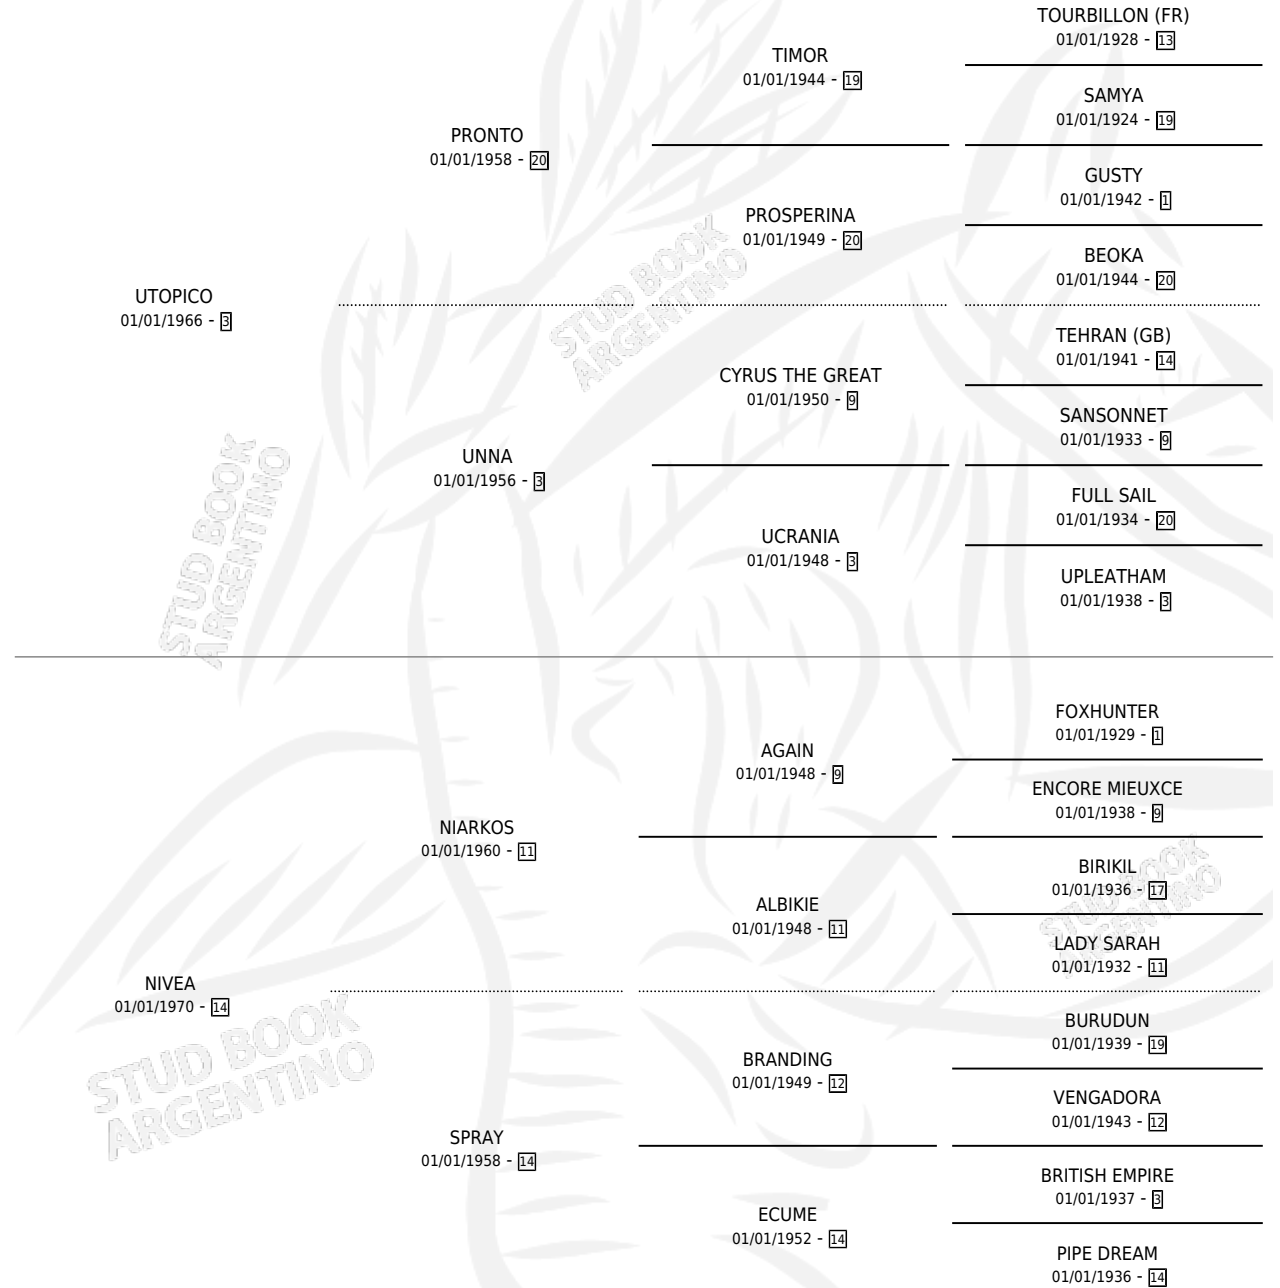 TOURBILLON (FR)
01/01/1928 - 13
TIMOR
01/01/1944 - 19
SAMYA
01/01/1924 - 19
PRONTO
01/01/1958 - 20
GUSTY
01/01/1942 - 1
PROSPERINA
01/01/1949 - 20
BEOKA
01/01/1944 - 20
STUD BOOK
ARGENTINO
UTOPICO
01/01/1966 - 3
TEHRAN (GB)
01/01/1941 - 14
CYRUS THE GREAT
01/01/1950 - 9
SANSONNET
01/01/1933 - 9
UNNA
01/01/1956 - 3
FULL SAIL
01/01/1934 - 20
UCRANIA
01/01/1948 - 3
UPLEATHAM
01/01/1938 - 3
STUD BOOK
ARGENTINO
FOXHUNTER
01/01/1929 - 1
AGAIN
01/01/1948 - 9
ENCORE MIEUXCE
01/01/1938 - 9
NIARKOS
01/01/1960 - 11
BIRIKIL
01/01/1936 - 17
ALBIKIE
01/01/1948 - 11
LADY SARAH
01/01/1932 - 11
STUD BOOK
ARGENTINO
NIVEA
01/01/1970 - 14
BURUDUN
01/01/1939 - 19
BRANDING
01/01/1949 - 12
VENGADORA
01/01/1943 - 12
STUD BOOK
ARGENTINO
SPRAY
01/01/1958 - 14
BRITISH EMPIRE
01/01/1937 - 3
ECUME
01/01/1952 - 14
PIPE DREAM
01/01/1936 - 14